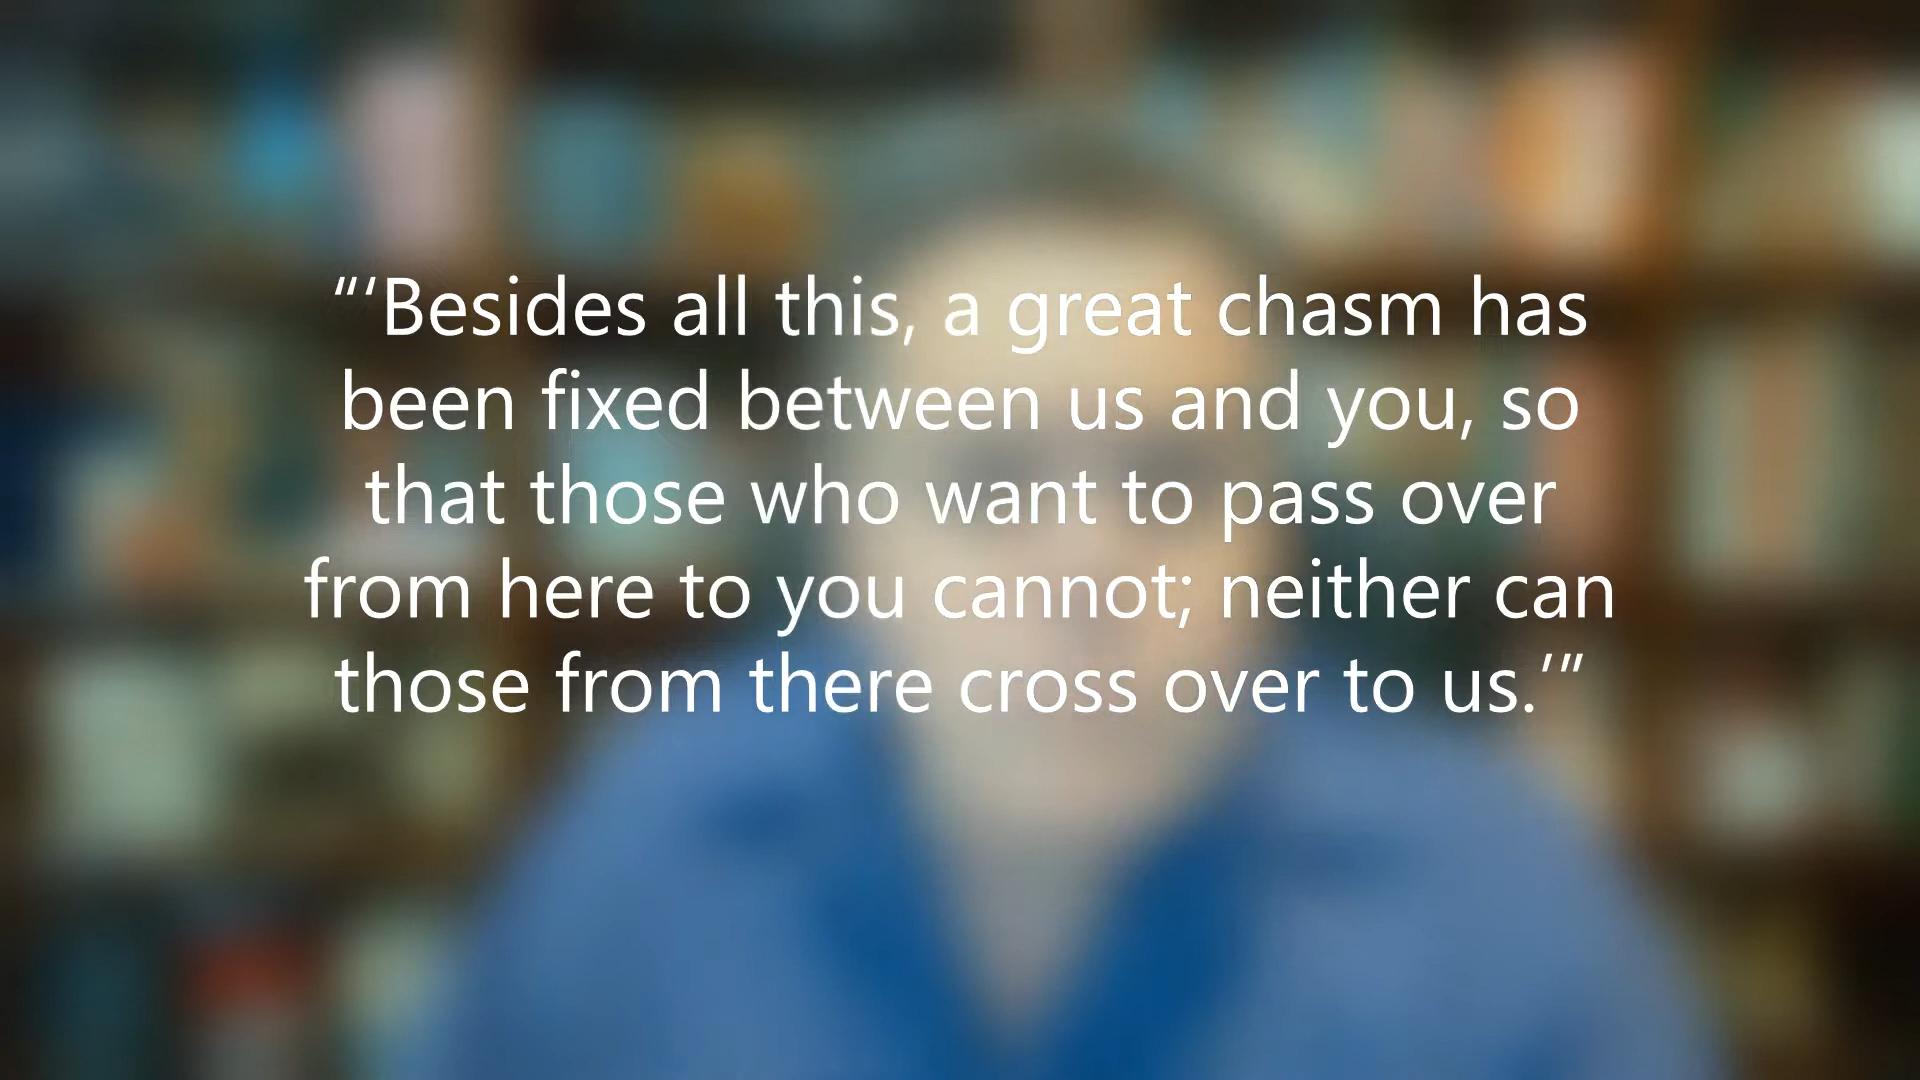 “‘Besides all this, a great chasm has
been fixed between us and you, so
that those who want to pass over
from here to you cannot; neither can
those from there cross over to us.’”